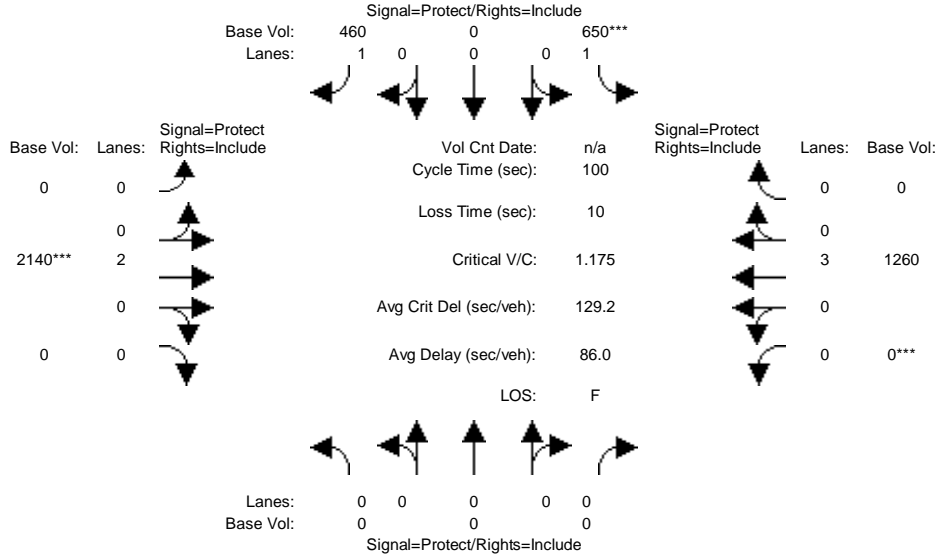 Signal=Protect/Rights=Include
Base Vol: 460 0 650***
Lanes: 1 0 0 0 1
Signal=Protect
Base Vol: Lanes: Rights=Include
Vol Cnt Date: n/a
Signal=Protect
Rights=Include Lanes: Base Vol:
Cycle Time (sec): 100
0 0
0 0
Loss Time (sec): 10
0
0
2140*** 2
Critical V/C: 1.175
3 1260
0
Avg Crit Del (sec/veh): 129.2
0
0 0
Avg Delay (sec/veh): 86.0
0 0***
LOS: F
Lanes: 0 0 0 0 0
Base Vol: 0 0 0
Signal=Protect/Rights=Include